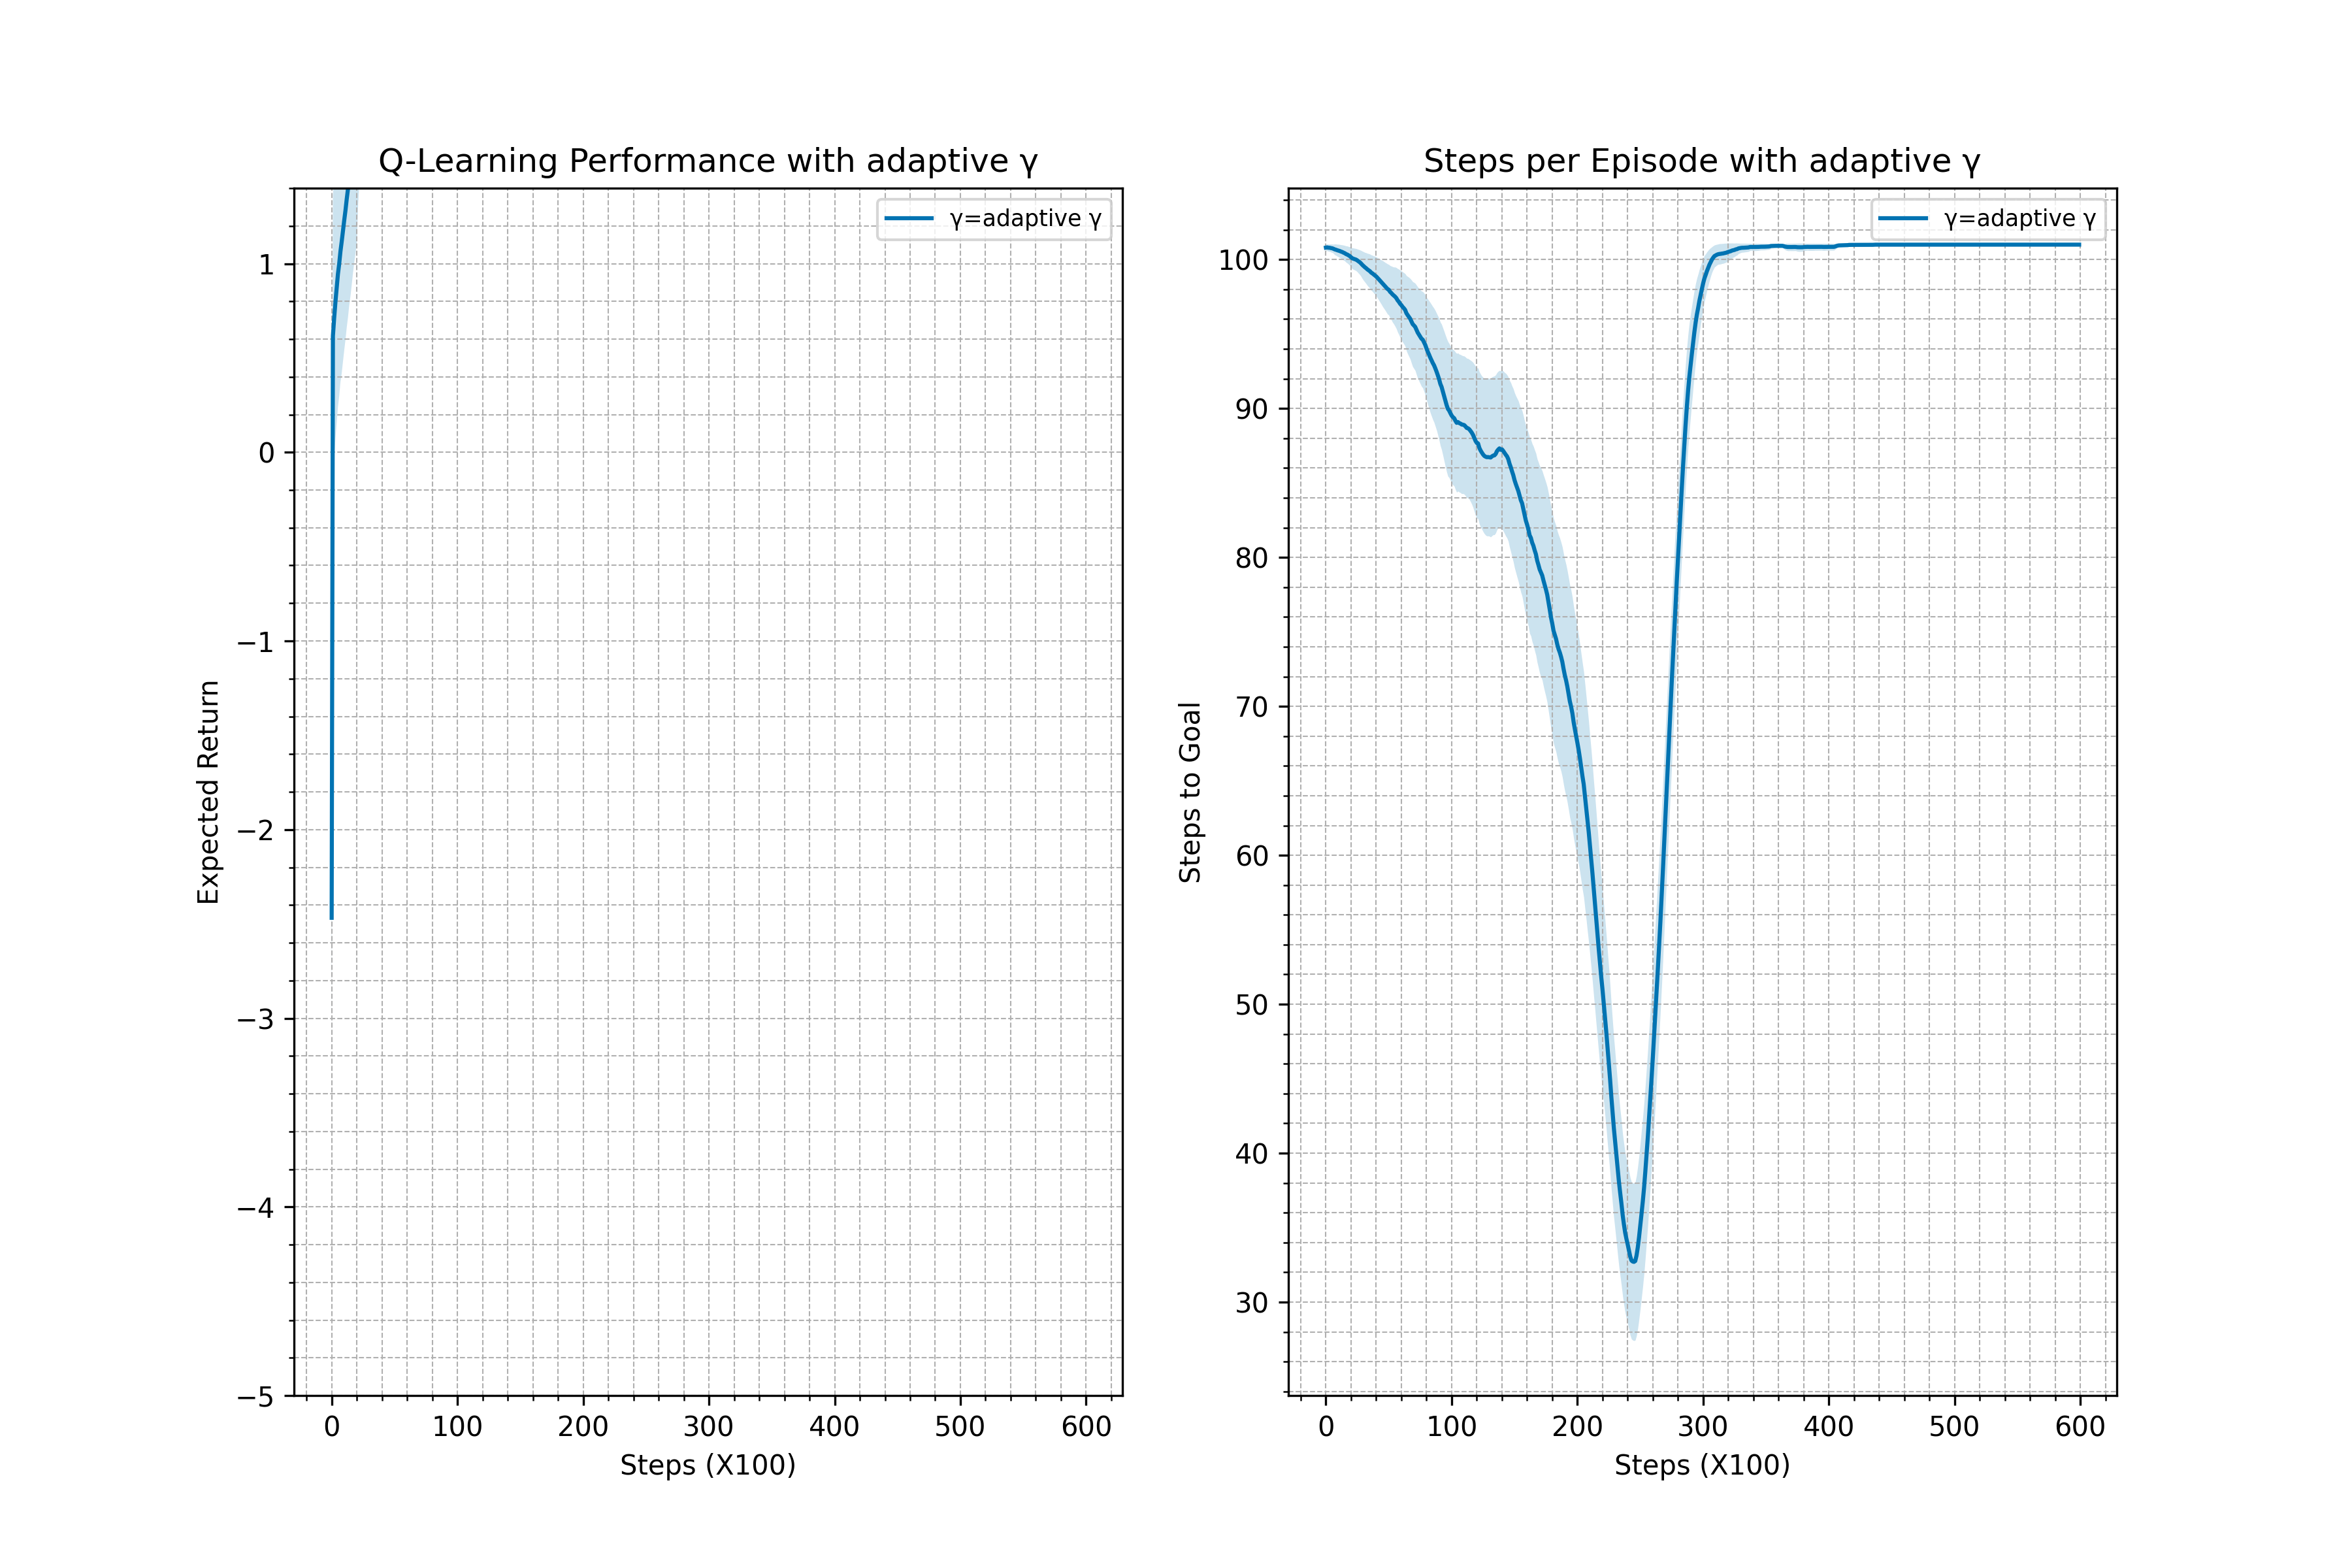 Q-Learning Performance with adaptive γ
γ=adaptive γ
Expected Return
1
0
−1
−2
−3
−4
−5
0 100 200 300 400 500 600
Steps (X100)
Steps per Episode with adaptive γ
γ=adaptive γ
Steps to Goal
100
90
80
70
60
50
40
30
0 100 200 300 400 500 600
Steps (X100)